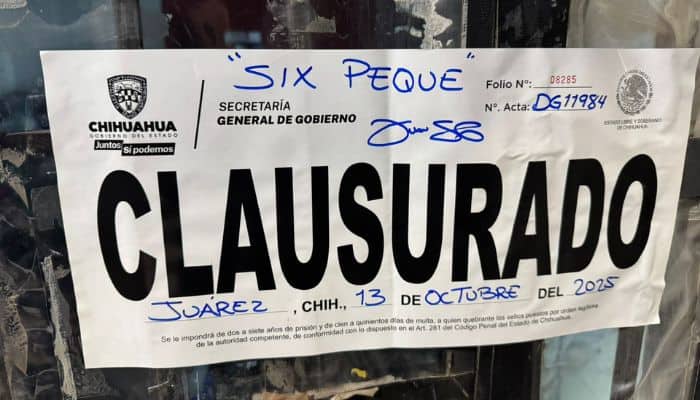 "SIX PEQUE"
Folio N°: 08285
N°. Acta: DG11984
CHIHUAHUA
GOBIERNO DEL ESTADO
Juntos Sí podemos
SECRETARÍA
GENERAL DE GOBIERNO
ESTADO LIBRE Y SOBERANO
DE CHIHUAHUA
CLAUSURADO
JUÁREZ, CHIH., 13 DE OCTUBRE DEL 2025
Se le impondrá de dos a siete años de prisión y de cien a quinientos días de multa, a quien quebrante los sellos puestos por orden legítima
de la autoridad competente, de conformidad con lo dispuesto en el Art. 281 del Código Penal del Estado de Chihuahua.